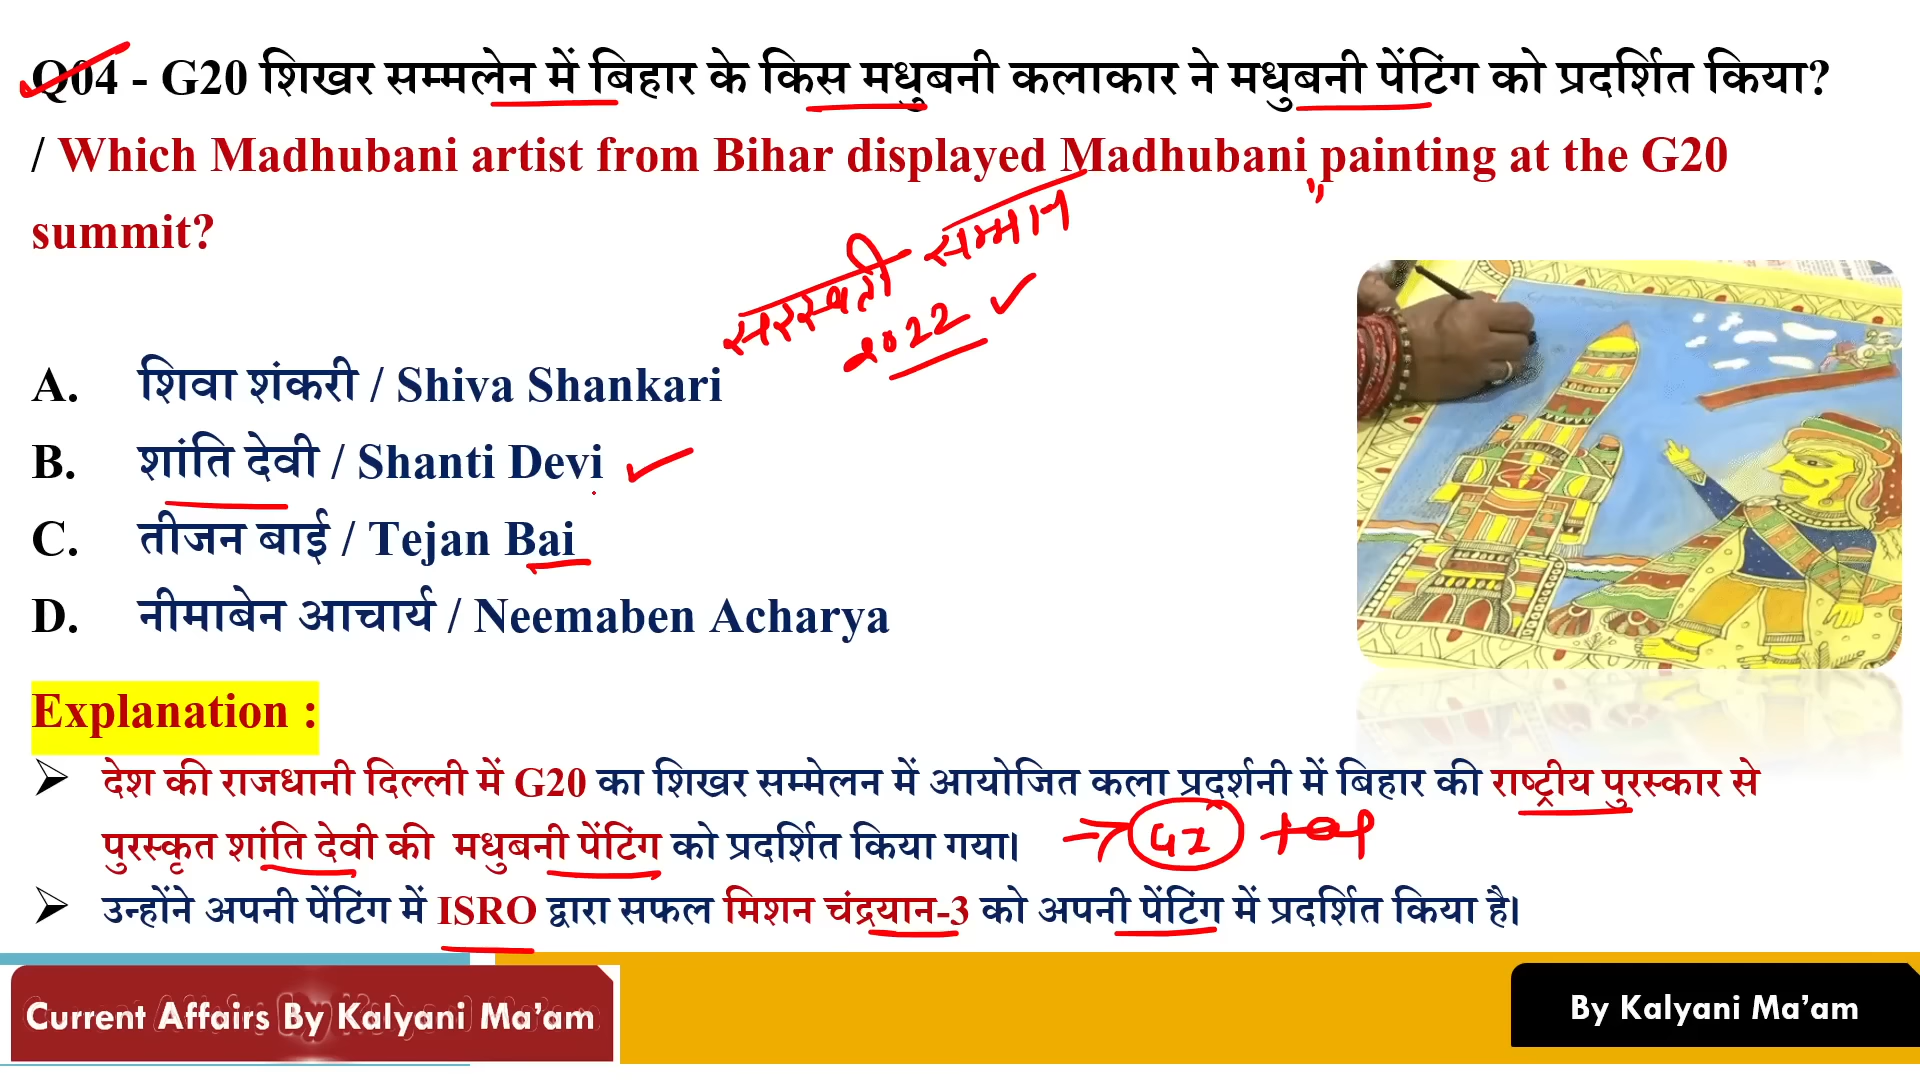 Q04 - G20 शिखर सम्मलेन में बिहार के किस मधुबनी कलाकार ने मधुबनी पेंटिंग को प्रदर्शित किया?
/ Which Madhubani artist from Bihar displayed Madhubani painting at the G20
summit?
सरस्वती सम्मान
2022
A. शिवा शंकरी / Shiva Shankari
B. शांति देवी / Shanti Devi
C. तीजन बाई / Tejan Bai
D. नीमाबेन आचार्य / Neemaben Acharya
Explanation :
➢ देश की राजधानी दिल्ली में G20 का शिखर सम्मेलन में आयोजित कला प्रदर्शनी में बिहार की राष्ट्रीय पुरस्कार से
पुरस्कृत शांति देवी की मधुबनी पेंटिंग को प्रदर्शित किया गया।
➢ उन्होंने अपनी पेंटिंग में ISRO द्वारा सफल मिशन चंद्रयान-3 को अपनी पेंटिंग में प्रदर्शित किया है।
Current Affairs By Kalyani Ma'am
By Kalyani Ma'am